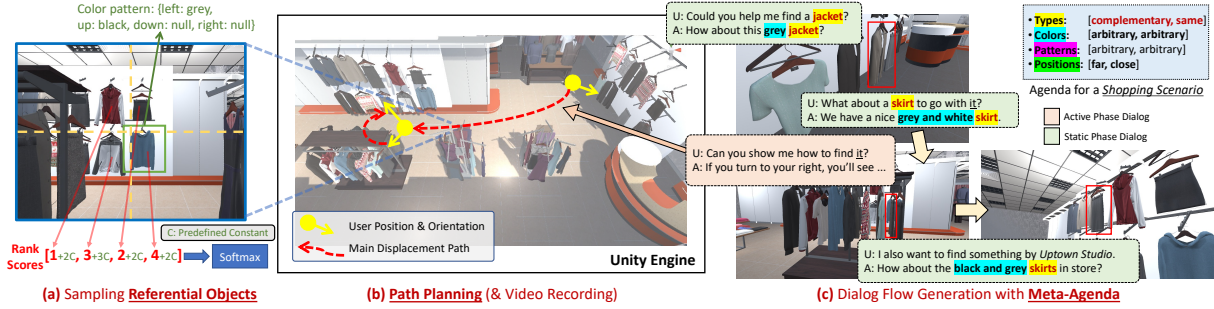 Color pattern: {left: grey,
up: black, down: null, right: null}
C: Predefined Constant
Rank
Scores
[1+2C, 3+3C, 2+2C, 4+2C]
Softmax
(a) Sampling Referential Objects
User Position & Orientation
Main Displacement Path
Unity Engine
(b) Path Planning (& Video Recording)
U: Could you help me find a jacket?
A: How about this grey jacket?
U: What about a skirt to go with it?
A: We have a nice grey and white skirt.
U: Can you show me how to find it?
A: If you turn to your right, you'll see ...
U: I also want to find something by Uptown Studio.
A: How about the black and grey skirts in store?
• Types: [complementary, same]
• Colors: [arbitrary, arbitrary]
• Patterns: [arbitrary, arbitrary]
• Positions: [far, close]
Agenda for a Shopping Scenario
Active Phase Dialog
Static Phase Dialog
(c) Dialog Flow Generation with Meta-Agenda